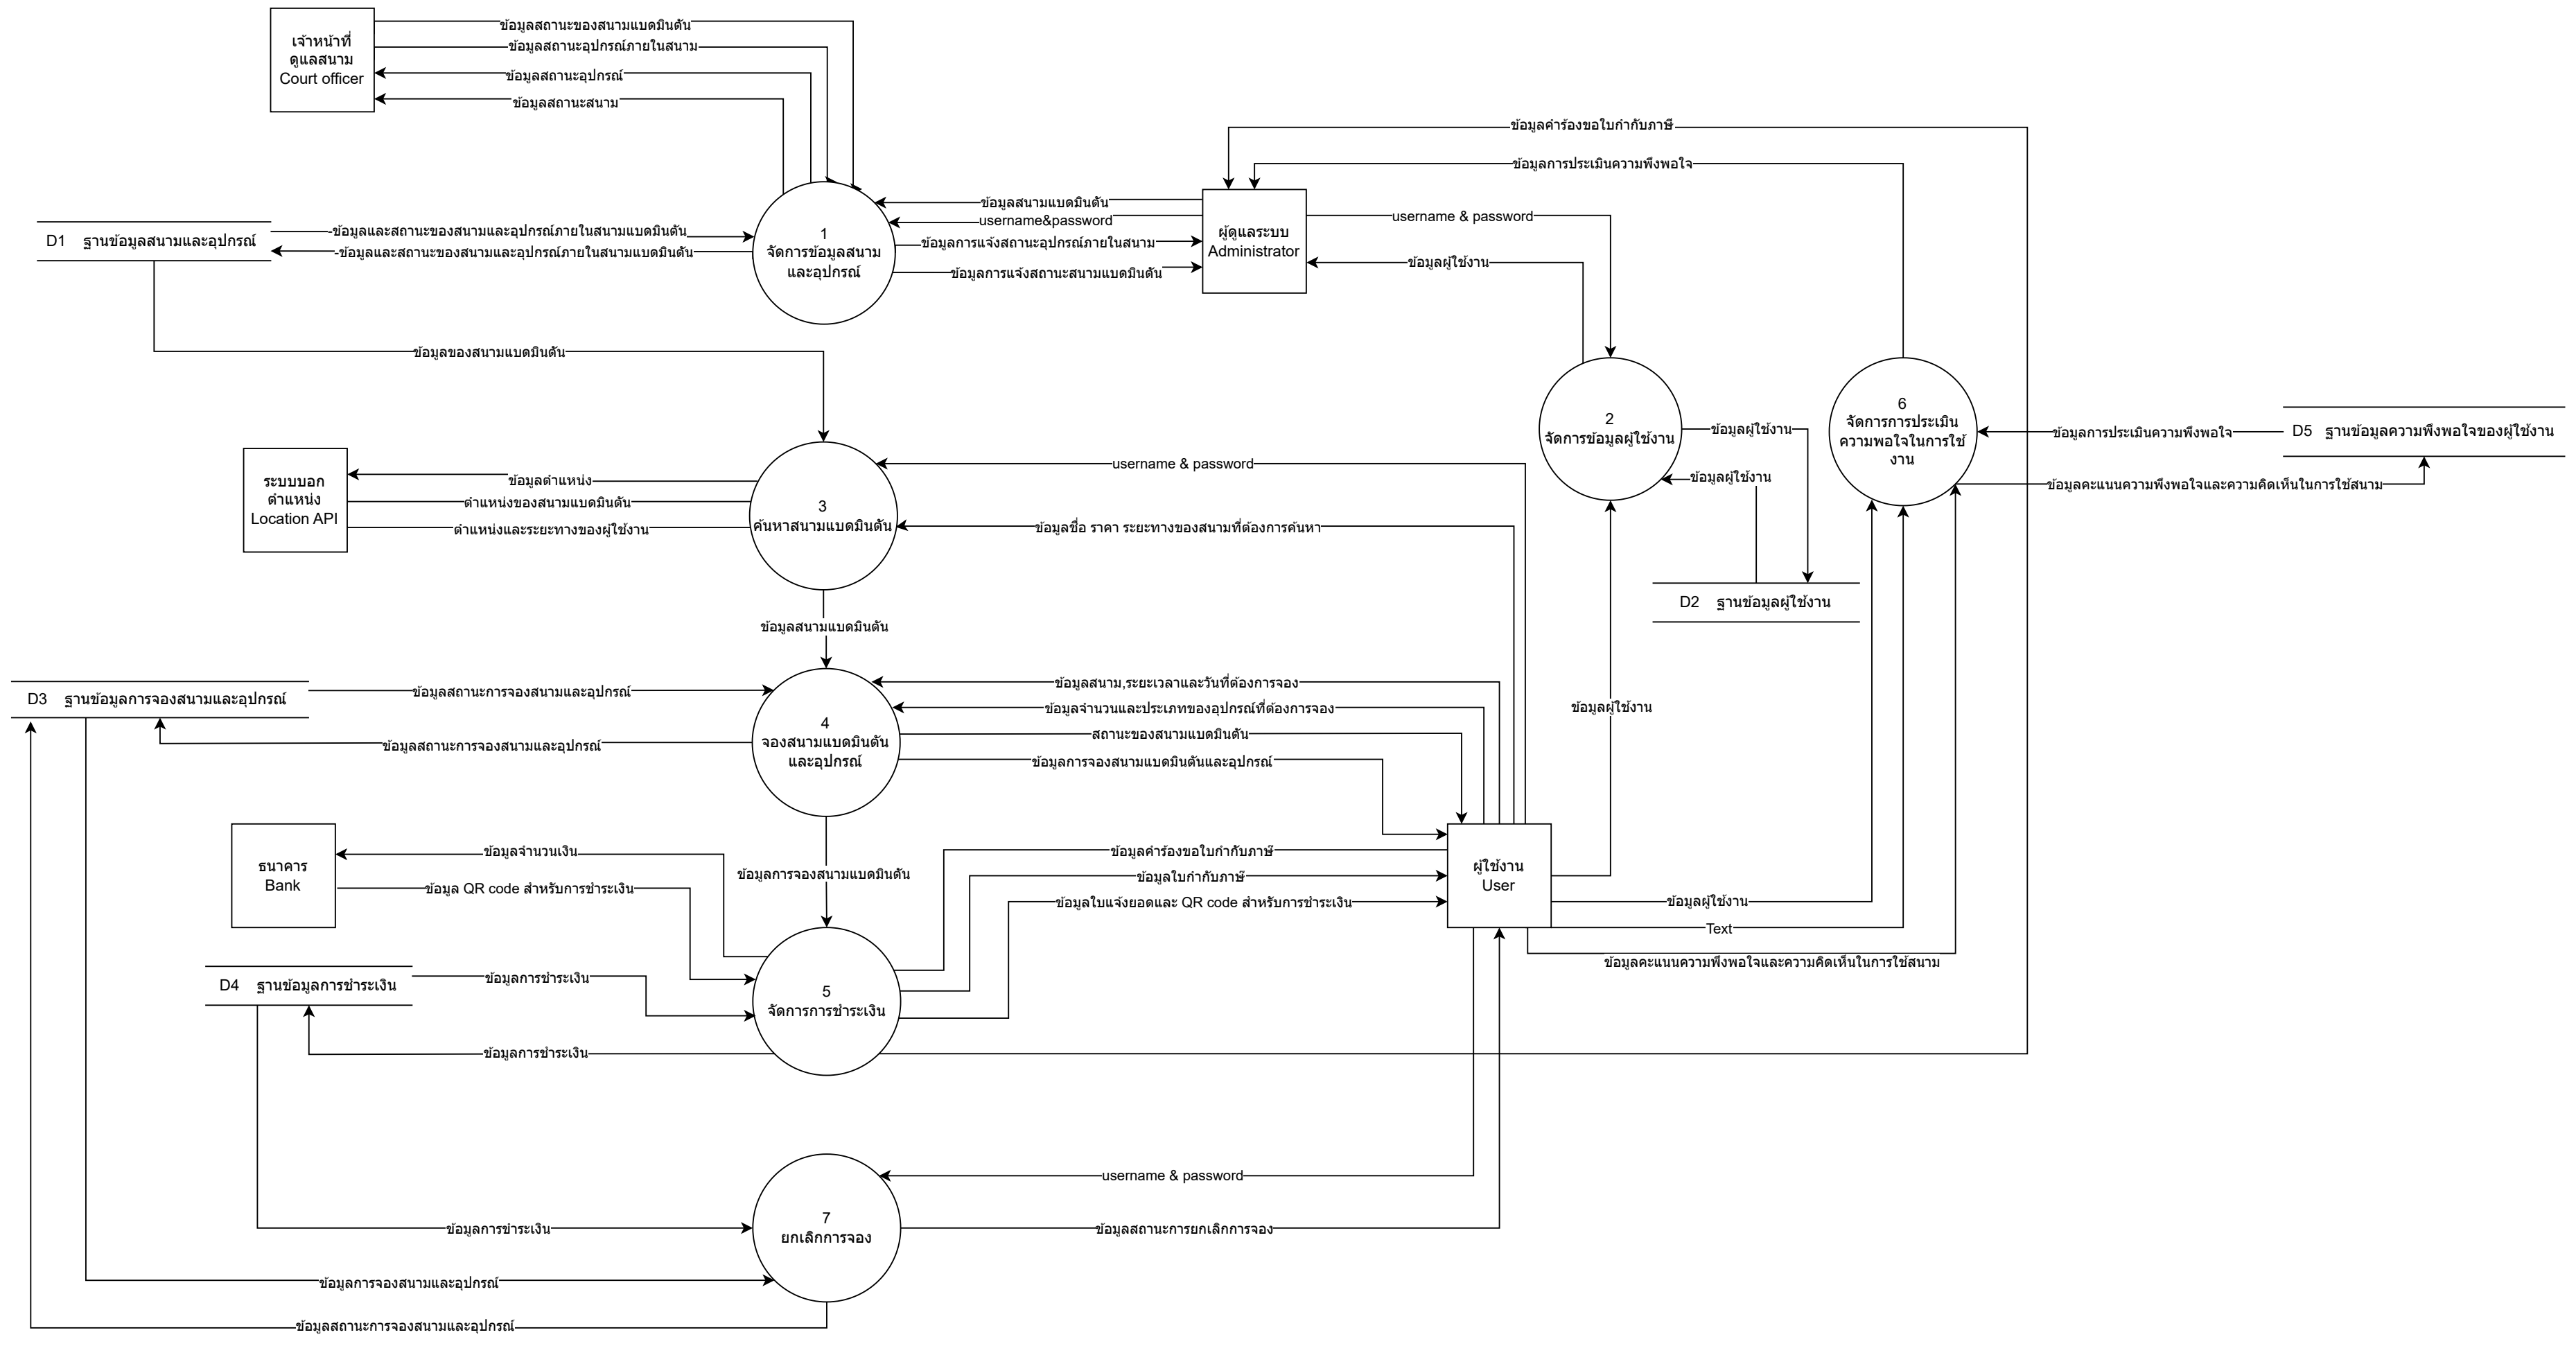 เจ้าหน้าที่
ดูแลสนาม
Court officer
ข้อมูลสถานะของสนามแบดมินตัน
ข้อมูลสถานะอุปกรณ์ภายในสนาม
ข้อมูลสถานะอุปกรณ์
ข้อมูลสถานะสนาม
ข้อมูลคำร้องขอใบกำกับภาษี
ข้อมูลการประเมินความพึงพอใจ
D1 ฐานข้อมูลสนามและอุปกรณ์
-ข้อมูลและสถานะของสนามและอุปกรณ์ภายในสนามแบดมินตัน
-ข้อมูลและสถานะของสนามและอุปกรณ์ภายในสนามแบดมินตัน
1
จัดการข้อมูลสนาม
และอุปกรณ์
ข้อมูลสนามแบดมินตัน
username&password
ข้อมูลการแจ้งสถานะอุปกรณ์ภายในสนาม
ข้อมูลการแจ้งสถานะสนามแบดมินตัน
ผู้ดูแลระบบ
Administrator
username & password
ข้อมูลผู้ใช้งาน
ข้อมูลของสนามแบดมินตัน
2
จัดการข้อมูลผู้ใช้งาน
ข้อมูลผู้ใช้งาน
ข้อมูลผู้ใช้งาน
D2 ฐานข้อมูลผู้ใช้งาน
6
จัดการการประเมิน
ความพอใจในการใช้
งาน
ข้อมูลการประเมินความพึงพอใจ
D5 ฐานข้อมูลความพึงพอใจของผู้ใช้งาน
ข้อมูลคะแนนความพึงพอใจและความคิดเห็นในการใช้สนาม
ระบบบอก
ตำแหน่ง
Location API
ข้อมูลตำแหน่ง
ตำแหน่งของสนามแบดมินตัน
ตำแหน่งและระยะทางของผู้ใช้งาน
3
ค้นหาสนามแบดมินตัน
username & password
ข้อมูลชื่อ ราคา ระยะทางของสนามที่ต้องการค้นหา
ข้อมูลสนามแบดมินตัน
D3 ฐานข้อมูลการจองสนามและอุปกรณ์
ข้อมูลสถานะการจองสนามและอุปกรณ์
ข้อมูลสถานะการจองสนามและอุปกรณ์
4
จองสนามแบดมินตัน
และอุปกรณ์
ข้อมูลสนาม,ระยะเวลาและวันที่ต้องการจอง
ข้อมูลจำนวนและประเภทของอุปกรณ์ที่ต้องการจอง
สถานะของสนามแบดมินตัน
ข้อมูลการจองสนามแบดมินตันและอุปกรณ์
ข้อมูลผู้ใช้งาน
ธนาคาร
Bank
ข้อมูลจำนวนเงิน
ข้อมูล QR code สำหรับการชำระเงิน
ข้อมูลการจองสนามแบดมินตัน
ข้อมูลคำร้องขอใบกำกับภาษี
ข้อมูลใบกำกับภาษี
ข้อมูลใบแจ้งยอดและ QR code สำหรับการชำระเงิน
ผู้ใช้งาน
User
ข้อมูลผู้ใช้งาน
Text
ข้อมูลคะแนนความพึงพอใจและความคิดเห็นในการใช้สนาม
D4 ฐานข้อมูลการชำระเงิน
ข้อมูลการชำระเงิน
ข้อมูลการชำระเงิน
5
จัดการการชำระเงิน
7
ยกเลิกการจอง
username & password
ข้อมูลสถานะการยกเลิกการจอง
ข้อมูลการชำระเงิน
ข้อมูลการจองสนามและอุปกรณ์
ข้อมูลสถานะการจองสนามและอุปกรณ์